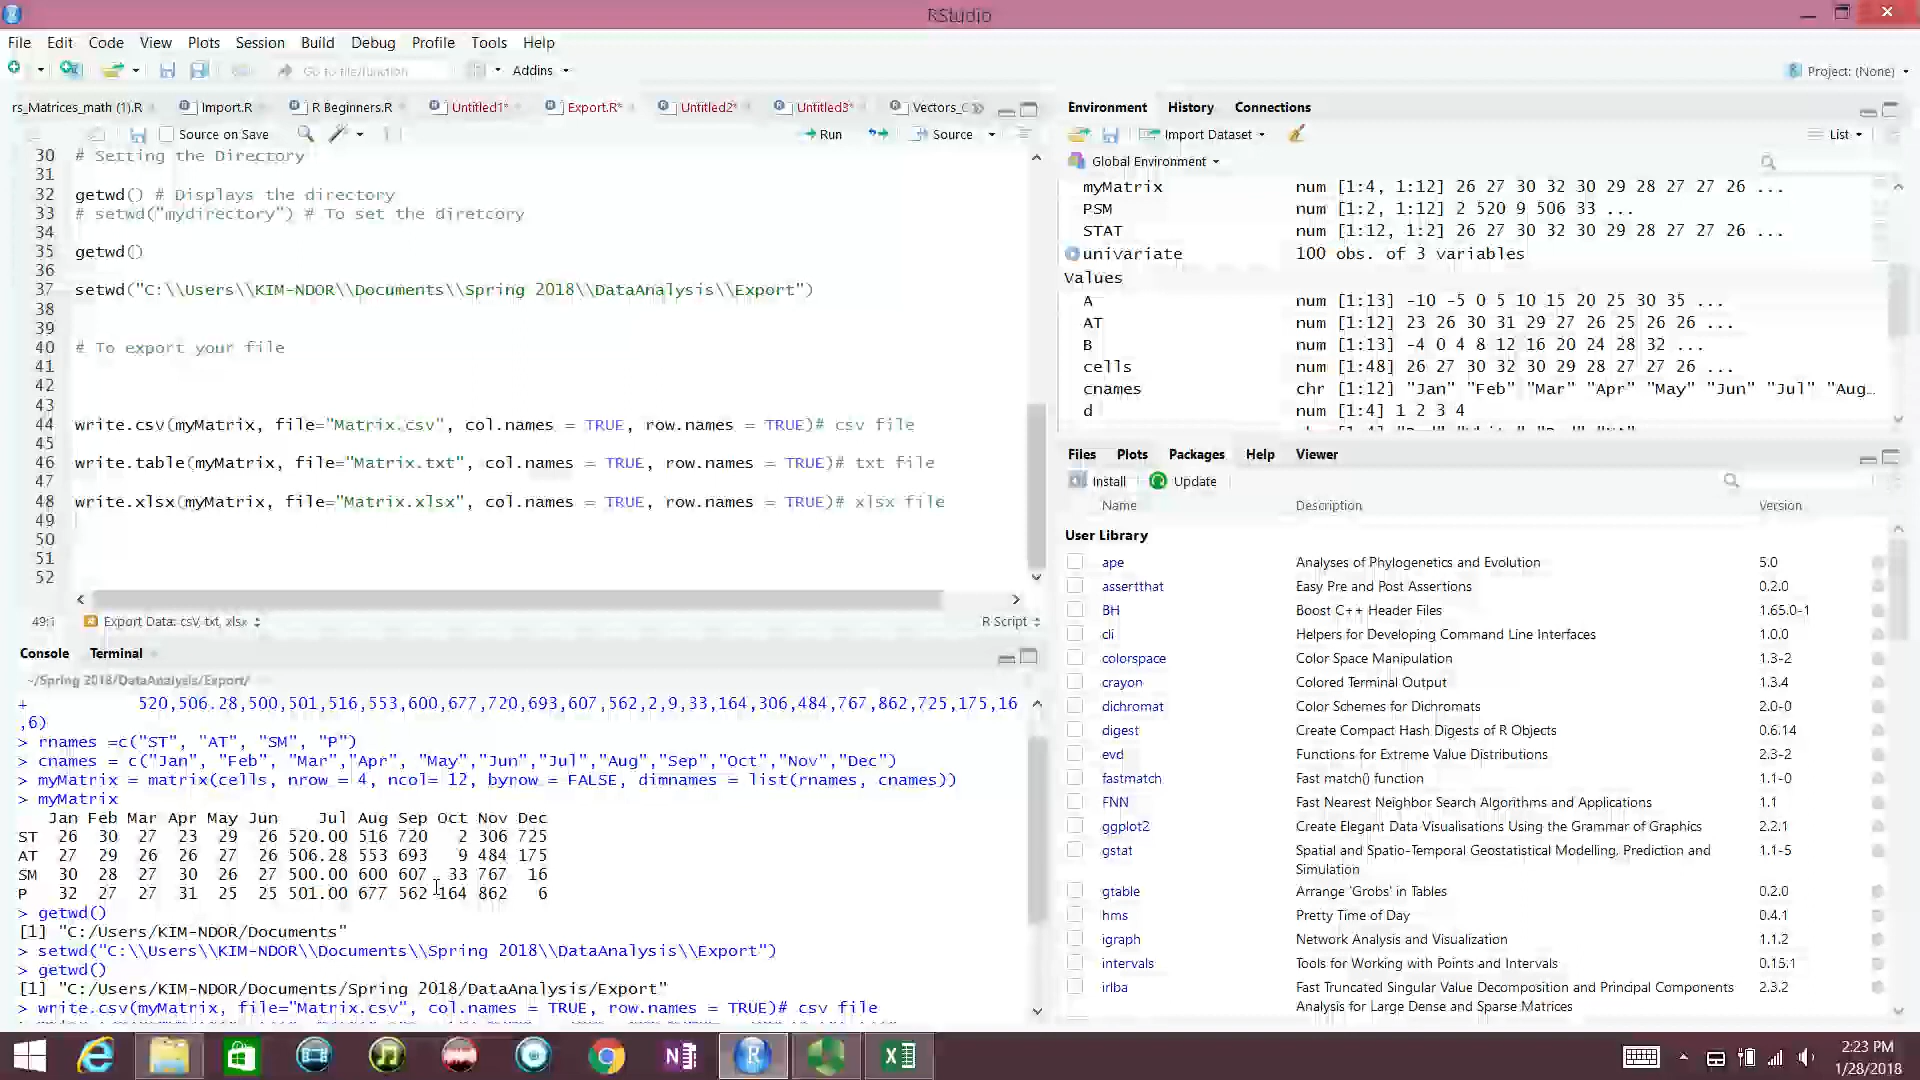 RStudio
File Edit Code View Plots Session Build Debug Profile Tools Help
Go to file/function Addins Project: (None)
rs_Matrices_math (1).R Import.R R Beginners.R Untitled1* Export.R* Untitled2* Untitled3* Vectors_
Source on Save Run Source
30 # Setting the Directory
31
32 getwd() # Displays the directory
33 # setwd("mydirectory") # To set the diretcory
34
35 getwd()
36
37 setwd("C:\\Users\\KIM-NDOR\\Documents\\Spring 2018\\DataAnalysis\\Export")
38
39
40 # To export your file
41
42
43
44 write.csv(myMatrix, file="Matrix.csv", col.names = TRUE, row.names = TRUE)# csv file
45
46 write.table(myMatrix, file="Matrix.txt", col.names = TRUE, row.names = TRUE)# txt file
47
48 write.xlsx(myMatrix, file="Matrix.xlsx", col.names = TRUE, row.names = TRUE)# xlsx file
49
50
51
52
49:1 Export Data: csV, txt, xlsx R Script
Console Terminal
~/Spring 2018/DataAnalysis/Export/
+ 520,506.28,500,501,516,553,600,677,720,693,607,562,2,9,33,164,306,484,767,862,725,175,16
,6)
> rnames =c("ST", "AT", "SM", "P")
> cnames = c("Jan", "Feb", "Mar","Apr", "May","Jun","Jul","Aug","Sep","Oct","Nov","Dec")
> myMatrix = matrix(cells, nrow = 4, ncol= 12, byrow = FALSE, dimnames = list(rnames, cnames))
> myMatrix
Jan Feb Mar Apr May Jun Jul Aug Sep Oct Nov Dec
ST 26 30 27 23 29 26 520.00 516 720 2 306 725
AT 27 29 26 26 27 26 506.28 553 693 9 484 175
SM 30 28 27 30 26 27 500.00 600 607 33 767 16
P 32 27 27 31 25 25 501.00 677 562 164 862 6
> getwd()
[1] "C:/Users/KIM-NDOR/Documents"
> setwd("C:\\Users\\KIM-NDOR\\Documents\\Spring 2018\\DataAnalysis\\Export")
> getwd()
[1] "C:/Users/KIM-NDOR/Documents/Spring 2018/DataAnalysis/Export"
> write.csv(myMatrix, file="Matrix.csv", col.names = TRUE, row.names = TRUE)# csv file
Environment History Connections
Import Dataset List
Global Environment
myMatrix num [1:4, 1:12] 26 27 30 32 30 29 28 27 27 26 ...
PSM num [1:2, 1:12] 2 520 9 506 33 ...
STAT num [1:12, 1:2] 26 27 30 32 30 29 28 27 27 26 ...
univariate 100 obs. of 3 variables
Values
A num [1:13] -10 -5 0 5 10 15 20 25 30 35 ...
AT num [1:12] 23 26 30 31 29 27 26 25 26 26 ...
B num [1:13] -4 0 4 8 12 16 20 24 28 32 ...
cells num [1:48] 26 27 30 32 30 29 28 27 27 26 ...
cnames chr [1:12] "Jan" "Feb" "Mar" "Apr" "May" "Jun" "Jul" "Aug...
d num [1:4] 1 2 3 4
Files Plots Packages Help Viewer
Install Update
Name Description Version
User Library
ape Analyses of Phylogenetics and Evolution 5.0
assertthat Easy Pre and Post Assertions 0.2.0
BH Boost C++ Header Files 1.65.0-1
cli Helpers for Developing Command Line Interfaces 1.0.0
colorspace Color Space Manipulation 1.3-2
crayon Colored Terminal Output 1.3.4
dichromat Color Schemes for Dichromats 2.0-0
digest Create Compact Hash Digests of R Objects 0.6.14
evd Functions for Extreme Value Distributions 2.3-2
fastmatch Fast match() function 1.1-0
FNN Fast Nearest Neighbor Search Algorithms and Applications 1.1
ggplot2 Create Elegant Data Visualisations Using the Grammar of Graphics 2.2.1
gstat Spatial and Spatio-Temporal Geostatistical Modelling, Prediction and Simulation 1.1-5
gtable Arrange 'Grobs' in Tables 0.2.0
hms Pretty Time of Day 0.4.1
igraph Network Analysis and Visualization 1.1.2
intervals Tools for Working with Points and Intervals 0.15.1
irlba Fast Truncated Singular Value Decomposition and Principal Components Analysis for Large Dense and Sparse Matrices 2.3.2
2:23 PM
1/28/2018